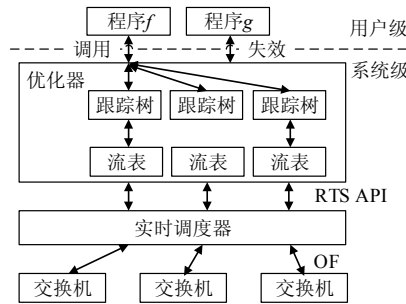 程序f 程序g 用户级
调用 失效
优化器 系统级
跟踪树 跟踪树 跟踪树
流表 流表 流表
RTS API
实时调度器
OF
交换机 交换机 交换机